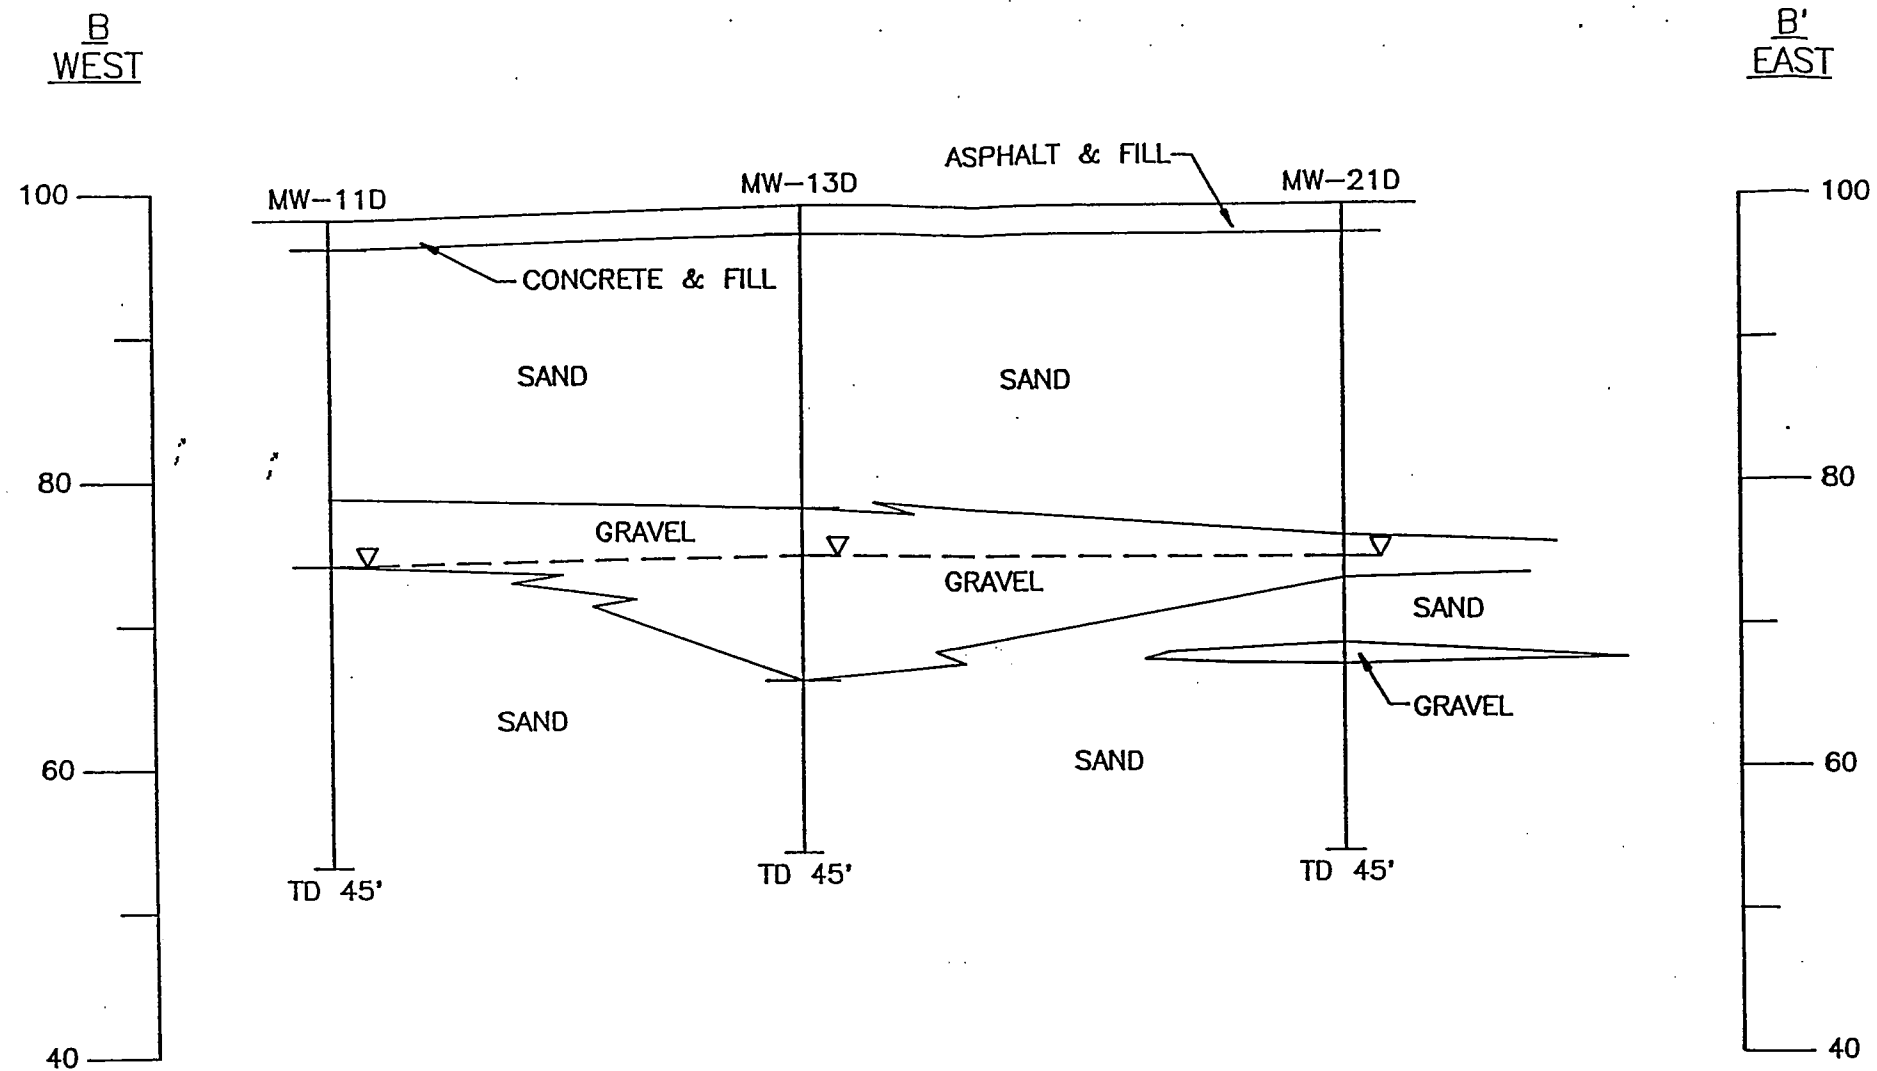 B
WEST
B'
EAST
ASPHALT & FILL
100
MW-11D
MW-13D
MW-21D
100
CONCRETE & FILL
SAND
SAND
80
80
GRAVEL
GRAVEL
SAND
GRAVEL
SAND
SAND
60
60
TD 45'
TD 45'
TD 45'
40
40